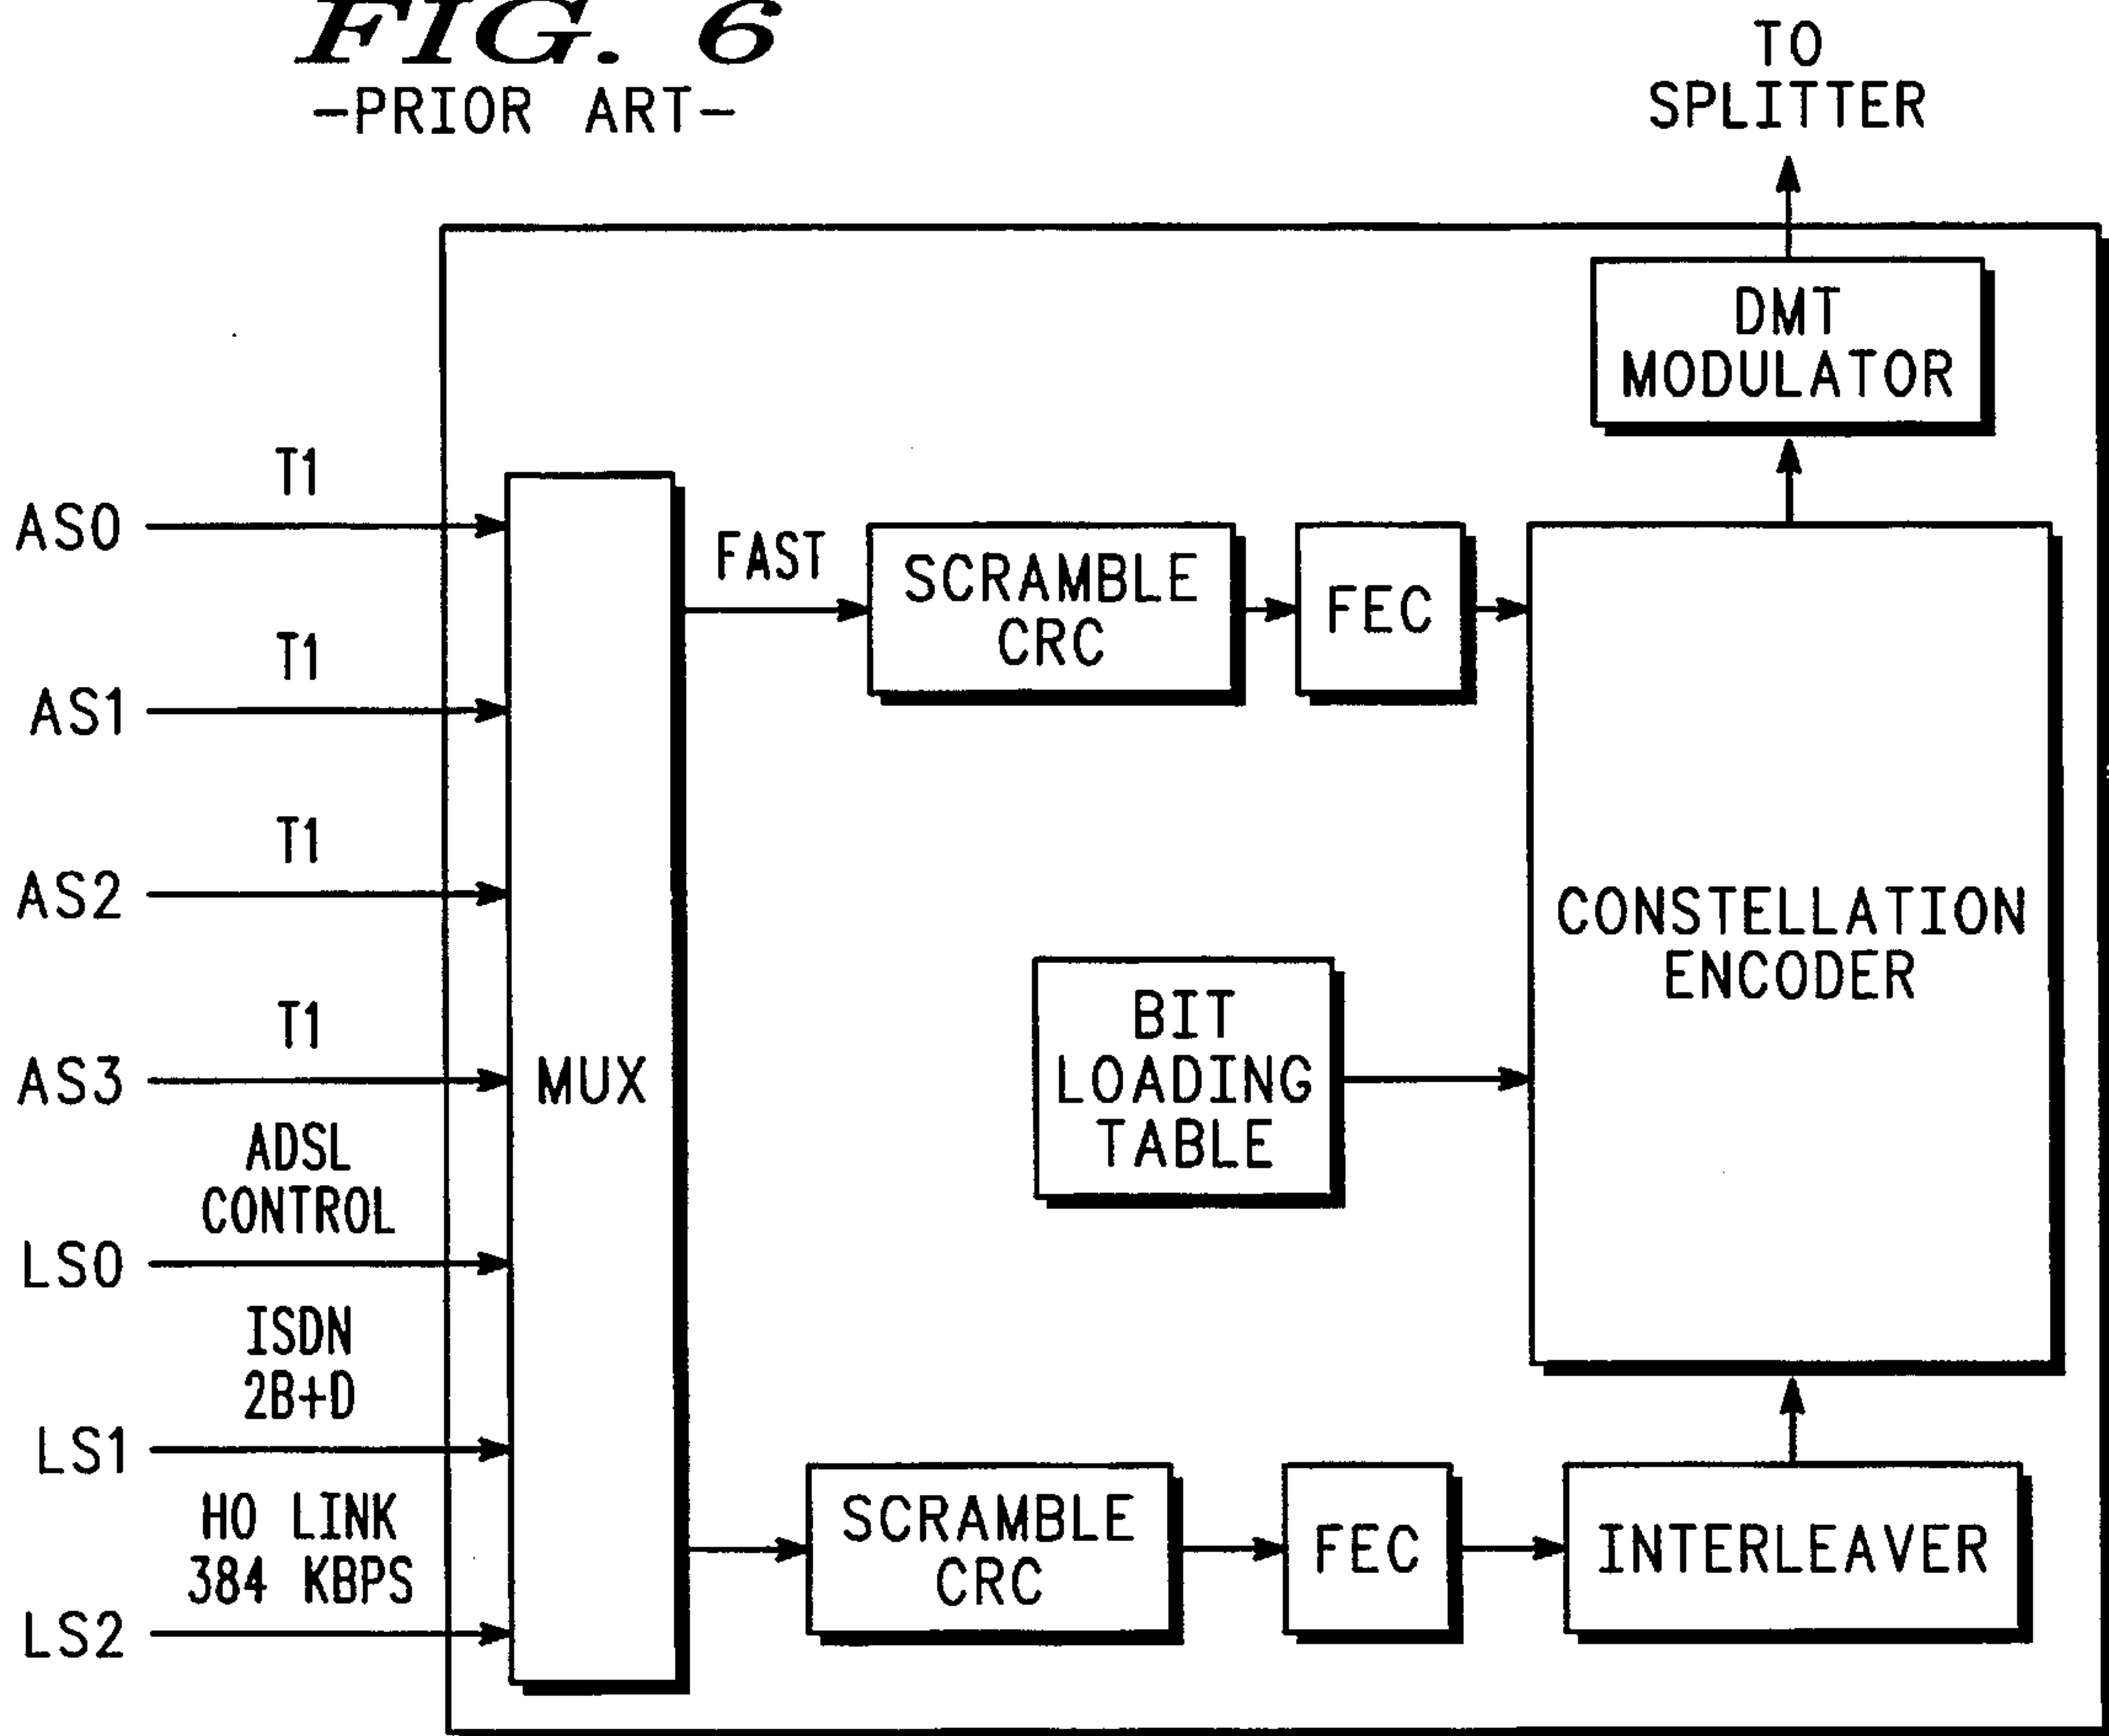 FIG. 6
-PRIOR ART-
TO
SPLITTER
DMT
MODULATOR
T1
AS0
FAST
SCRAMBLE
CRC
FEC
T1
AS1
T1
AS2
CONSTELLATION
ENCODER
BIT
LOADING
TABLE
T1
AS3
MUX
ADSL
CONTROL
LS0
ISDN
2B+D
LS1
H0 LINK
384 KBPS
LS2
SCRAMBLE
CRC
FEC
INTERLEAVER